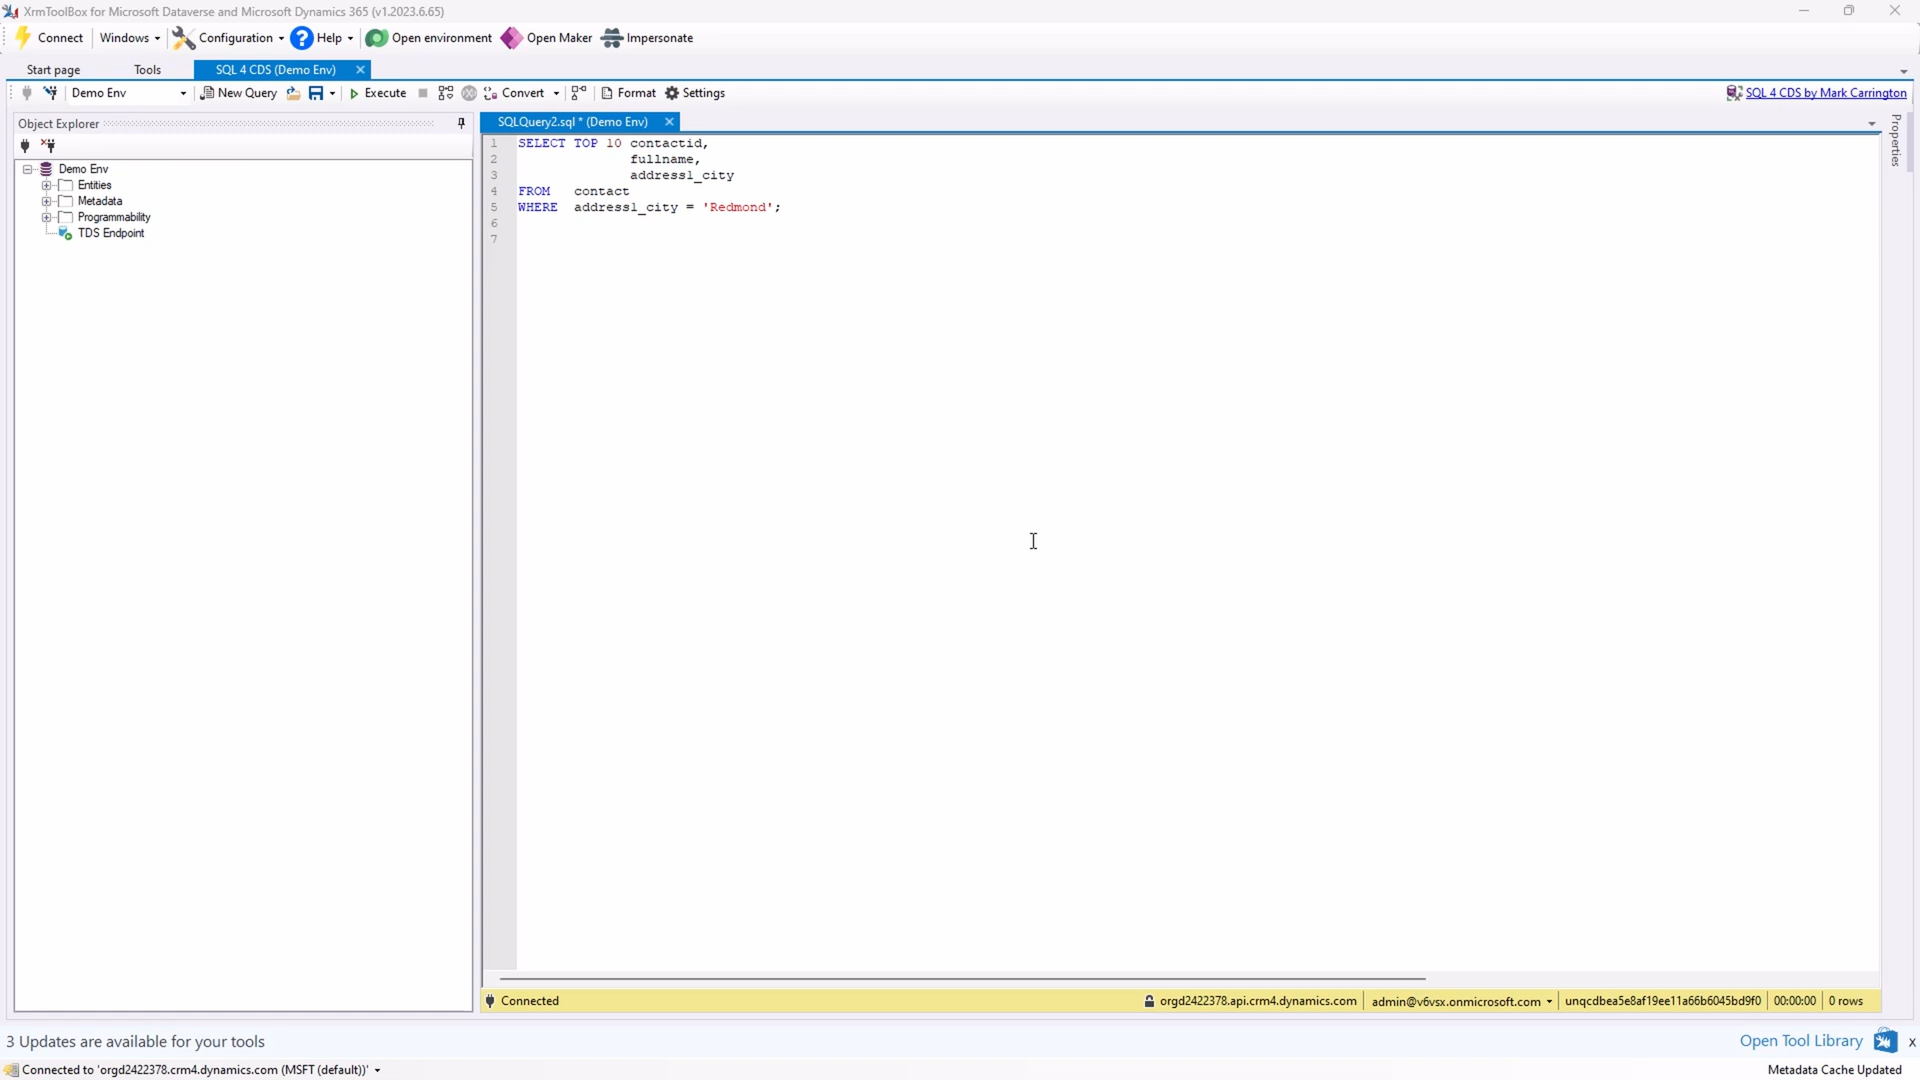 XrmToolBox for Microsoft Dataverse and Microsoft Dynamics 365 (v1.2023.6.65)
Connect Windows Configuration Help Open environment Open Maker Impersonate
Start page Tools SQL 4 CDS (Demo Env)
Demo Env New Query Execute Convert Format Settings SQL 4 CDS by Mark Carrington
Object Explorer
SQLQuery2.sql * (Demo Env)
Properties
Demo Env
Entities
Metadata
Programmability
TDS Endpoint
1 SELECT TOP 10 contactid,
2 fullname,
3 address1_city
4 FROM contact
5 WHERE address1_city = 'Redmond';
6
7
Connected orgd2422378.api.crm4.dynamics.com admin@v6vsx.onmicrosoft.com unqcdbea5e8af19ee11a66b6045bd9f0 00:00:00 0 rows
3 Updates are available for your tools Open Tool Library x
Connected to 'orgd2422378.crm4.dynamics.com (MSFT (default))' Metadata Cache Updated